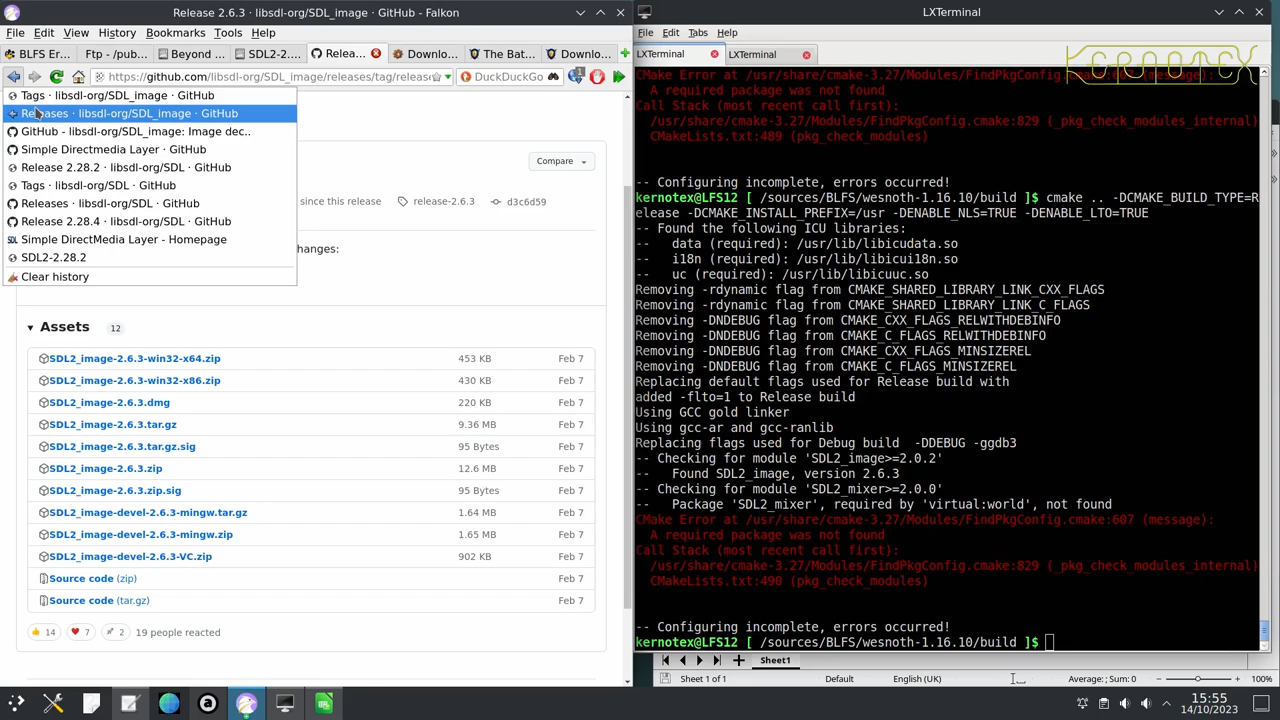 Release 2.6.3 · libsdl-org/SDL_image · GitHub - Falkon
File Edit View History Bookmarks Tools Help
BLFS Er... Ftp - /pub... Beyond ... SDL2-2... Relea... Downlo... The Bat... Downlo...
https://github.com/libsdl-org/SDL_image/releases/tag/release DuckDuckGo
Tags · libsdl-org/SDL_image · GitHub
Releases · libsdl-org/SDL_image · GitHub
GitHub - libsdl-org/SDL_image: Image dec..
Simple Directmedia Layer · GitHub
Release 2.28.2 · libsdl-org/SDL · GitHub
Tags · libsdl-org/SDL · GitHub
Releases · libsdl-org/SDL · GitHub
Release 2.28.4 · libsdl-org/SDL · GitHub
Simple DirectMedia Layer - Homepage
SDL2-2.28.2
Clear history
Compare
since this release release-2.6.3 d3c6d59
hanges:
Assets 12
SDL2_image-2.6.3-win32-x64.zip 453 KB Feb 7
SDL2_image-2.6.3-win32-x86.zip 430 KB Feb 7
SDL2_image-2.6.3.dmg 220 KB Feb 7
SDL2_image-2.6.3.tar.gz 9.36 MB Feb 7
SDL2_image-2.6.3.tar.gz.sig 95 Bytes Feb 7
SDL2_image-2.6.3.zip 12.6 MB Feb 7
SDL2_image-2.6.3.zip.sig 95 Bytes Feb 7
SDL2_image-devel-2.6.3-mingw.tar.gz 1.64 MB Feb 7
SDL2_image-devel-2.6.3-mingw.zip 1.65 MB Feb 7
SDL2_image-devel-2.6.3-VC.zip 902 KB Feb 7
Source code (zip) Feb 7
Source code (tar.gz) Feb 7
14 7 2 19 people reacted
LXTerminal
File Edit Tabs Help
LXTerminal LXTerminal
KERNOTEX
CMake Error at /usr/share/cmake-3.27/Modules/FindPkgConfig.cmake:607 (message):
A required package was not found
Call Stack (most recent call first):
/usr/share/cmake-3.27/Modules/FindPkgConfig.cmake:829 (_pkg_check_modules_internal)
CMakeLists.txt:489 (pkg_check_modules)
-- Configuring incomplete, errors occurred!
kernotex@LFS12 [ /sources/BLFS/wesnoth-1.16.10/build ]$ cmake .. -DCMAKE_BUILD_TYPE=R
elease -DCMAKE_INSTALL_PREFIX=/usr -DENABLE_NLS=TRUE -DENABLE_LTO=TRUE
-- Found the following ICU libraries:
-- data (required): /usr/lib/libicudata.so
-- i18n (required): /usr/lib/libicui18n.so
-- uc (required): /usr/lib/libicuuc.so
Removing -rdynamic flag from CMAKE_SHARED_LIBRARY_LINK_CXX_FLAGS
Removing -rdynamic flag from CMAKE_SHARED_LIBRARY_LINK_C_FLAGS
Removing -DNDEBUG flag from CMAKE_CXX_FLAGS_RELWITHDEBINFO
Removing -DNDEBUG flag from CMAKE_C_FLAGS_RELWITHDEBINFO
Removing -DNDEBUG flag from CMAKE_CXX_FLAGS_MINSIZEREL
Removing -DNDEBUG flag from CMAKE_C_FLAGS_MINSIZEREL
Replacing default flags used for Release build with
added -flto=1 to Release build
Using GCC gold linker
Using gcc-ar and gcc-ranlib
Replacing flags used for Debug build -DDEBUG -ggdb3
-- Checking for module 'SDL2_image>=2.0.2'
-- Found SDL2_image, version 2.6.3
-- Checking for module 'SDL2_mixer>=2.0.0'
-- Package 'SDL2_mixer', required by 'virtual:world', not found
CMake Error at /usr/share/cmake-3.27/Modules/FindPkgConfig.cmake:607 (message):
A required package was not found
Call Stack (most recent call first):
/usr/share/cmake-3.27/Modules/FindPkgConfig.cmake:829 (_pkg_check_modules_internal)
CMakeLists.txt:490 (pkg_check_modules)
-- Configuring incomplete, errors occurred!
kernotex@LFS12 [ /sources/BLFS/wesnoth-1.16.10/build ]$
Sheet1
Sheet 1 of 1 Default English (UK) Average: ; Sum: 0 100%
15:55
14/10/2023